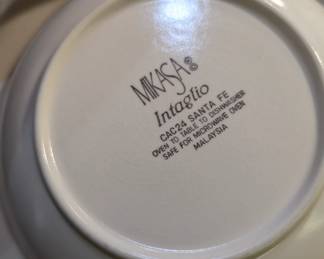 MIKASA
Intaglio
CAC24 SANTA FE
OVEN TO TABLE TO DISHWASHER
SAFE FOR MICROWAVE OVEN
MALAYSIA